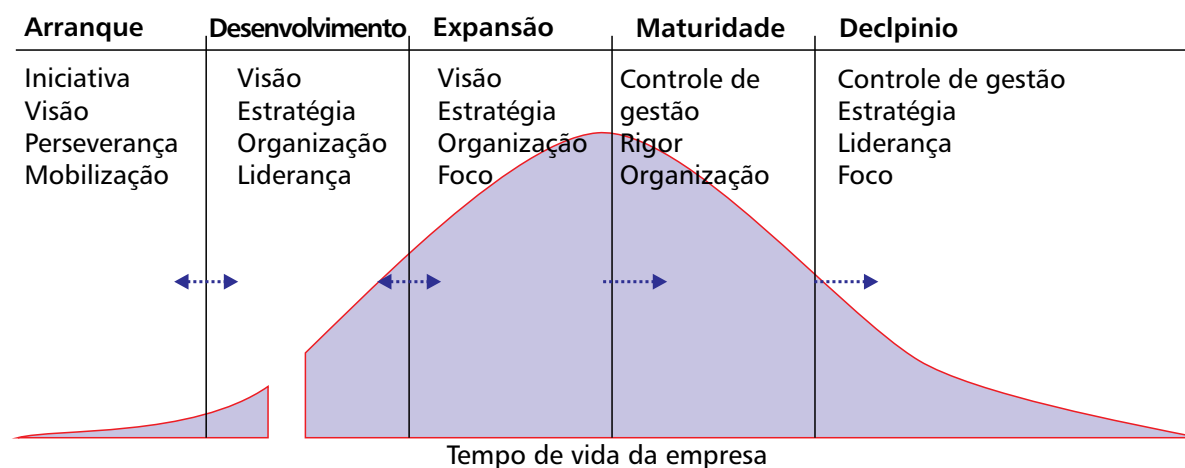 Arranque
Desenvolvimento
Expansão
Maturidade
Declpinio
Iniciativa
Visão
Perseverança
Mobilização
Visão
Estratégia
Organização
Liderança
Visão
Estratégia
Organização
Foco
Controle de
gestão
Rigor
Organização
Controle de gestão
Estratégia
Liderança
Foco
Tempo de vida da empresa